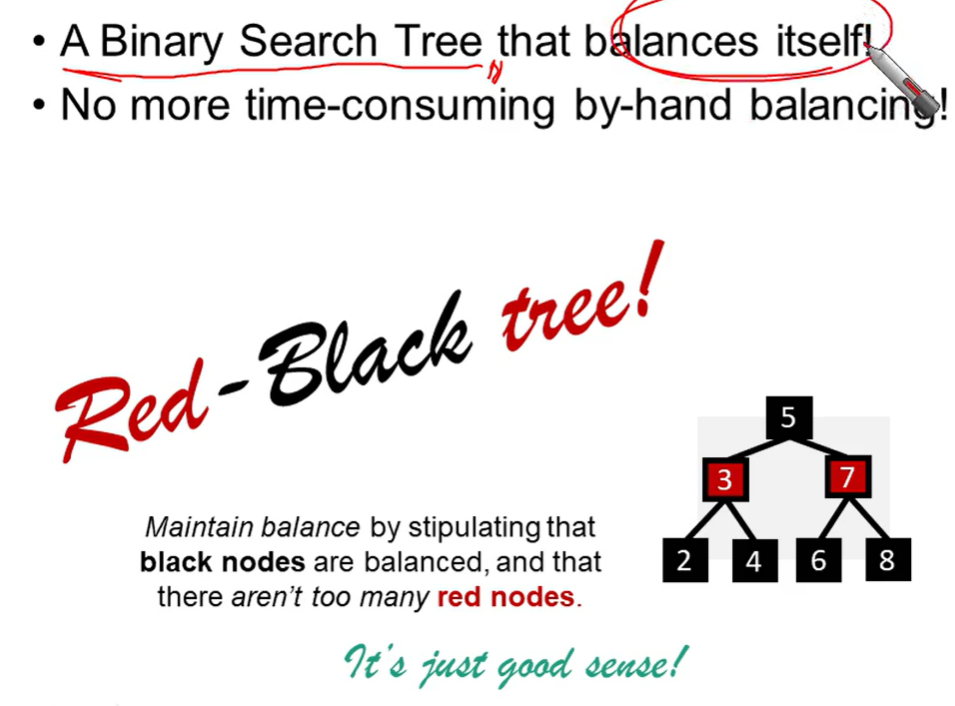 • A Binary Search Tree that balances itself!
• No more time-consuming by-hand balancing!
Red-Black tree!
5
3 7
2 4 6 8
Maintain balance by stipulating that
black nodes are balanced, and that
there aren't too many red nodes.
It's just good sense!